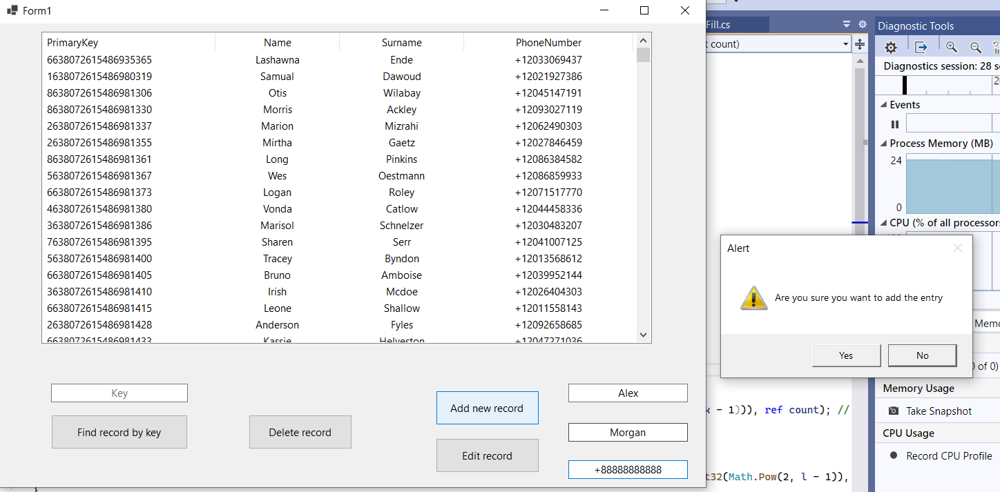 Form1
PrimaryKey Name Surname PhoneNumber
6638072615486935365 Lashawna Ende +12033069437
1638072615486980319 Samual Dawoud +12021927386
8638072615486981306 Otis Wilabay +12045147191
8638072615486981330 Morris Ackley +12093027119
2638072615486981337 Marion Mizrahi +12062490303
2638072615486981355 Mirtha Gaetz +12027846459
8638072615486981361 Long Pinkins +12086384582
5638072615486981367 Wes Oestmann +12086859933
6638072615486981373 Logan Roley +12071517770
4638072615486981380 Vonda Catlow +12044458336
3638072615486981386 Marisol Schnelzer +12030483207
7638072615486981395 Sharen Serr +12041007125
5638072615486981400 Tracey Byndon +12013568612
6638072615486981405 Bruno Amboise +12039952144
3638072615486981410 Irish Mcdoe +12026404303
6638072615486981415 Leone Shallow +12011558143
2638072615486981428 Anderson Fyles +12092658685
6638072615486981433 Kassie Helveston +12047271036
Key
Find record by key
Delete record
Add new record
Edit record
Alex
Morgan
+88888888888
Fill.cs
t count)
Diagnostic Tools
Diagnostics session: 28 s
Events
Process Memory (MB)
24
0
CPU (% of all processors
Alert
Are you sure you want to add the entry
Yes No
Memo
0 of 0)
Memory Usage
Take Snapshot
CPU Usage
Record CPU Profile
- 1))), ref count); //
t32(Math.Pow(2, l - 1)),
}